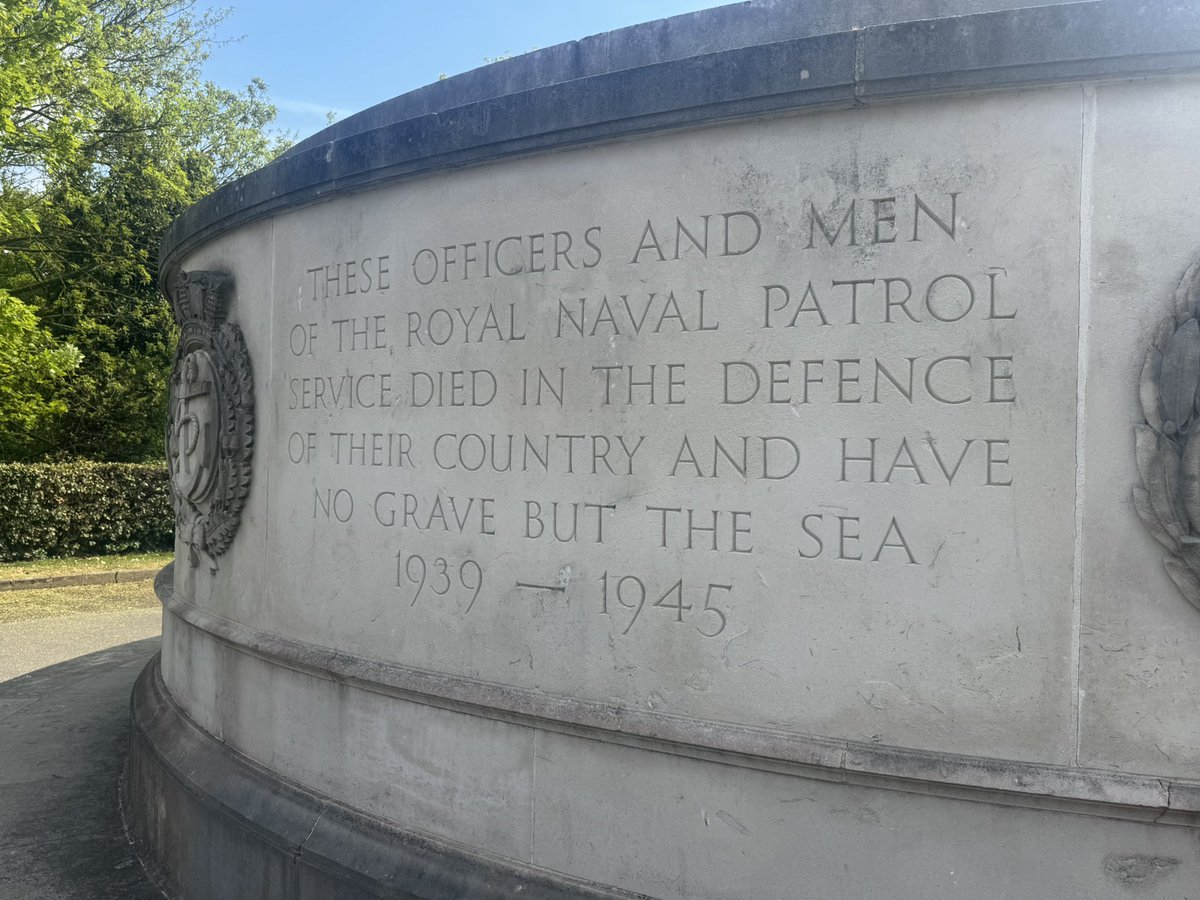 THESE OFFICERS AND MEN
OF THE ROYAL NAVAL PATROL
SERVICE DIED IN THE DEFENCE
OF THEIR COUNTRY AND HAVE
NO GRAVE BUT THE SEA
1939 — 1945